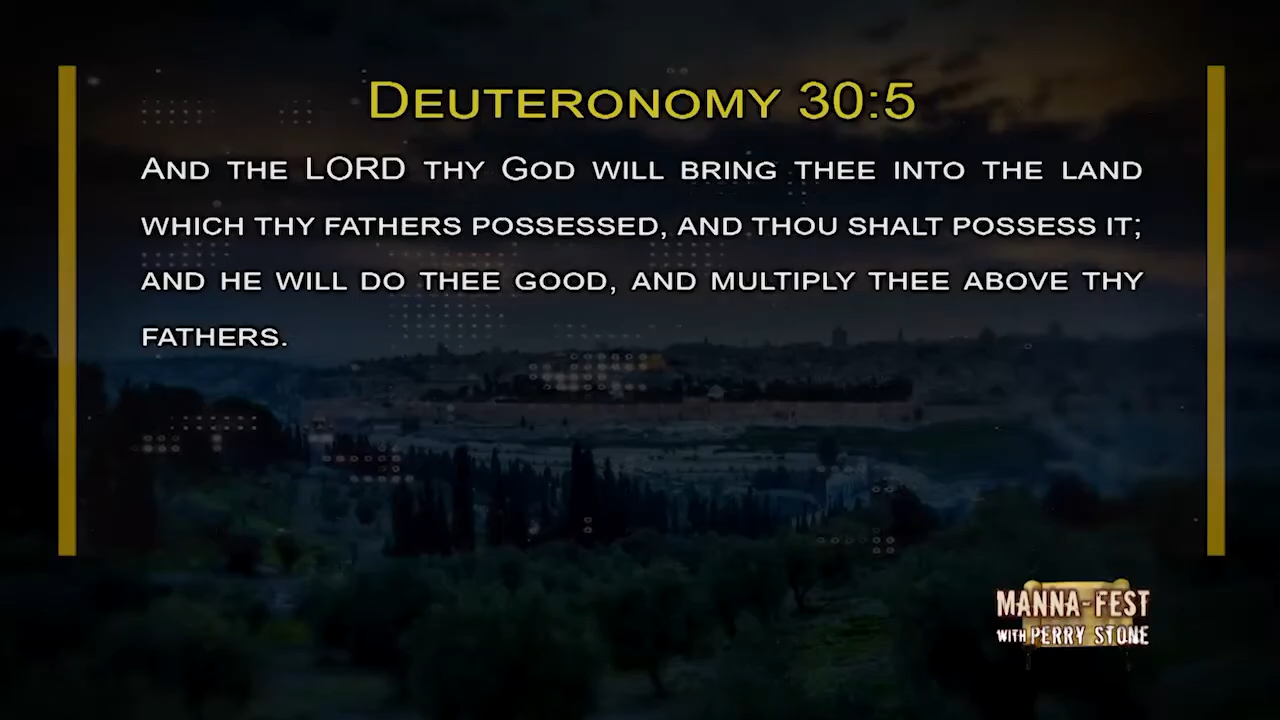 Deuteronomy 30:5
And the LORD thy God will bring thee into the land
which thy fathers possessed, and thou shalt possess it;
and he will do thee good, and multiply thee above thy
fathers.
MANNA-FEST
WITH PERRY STONE